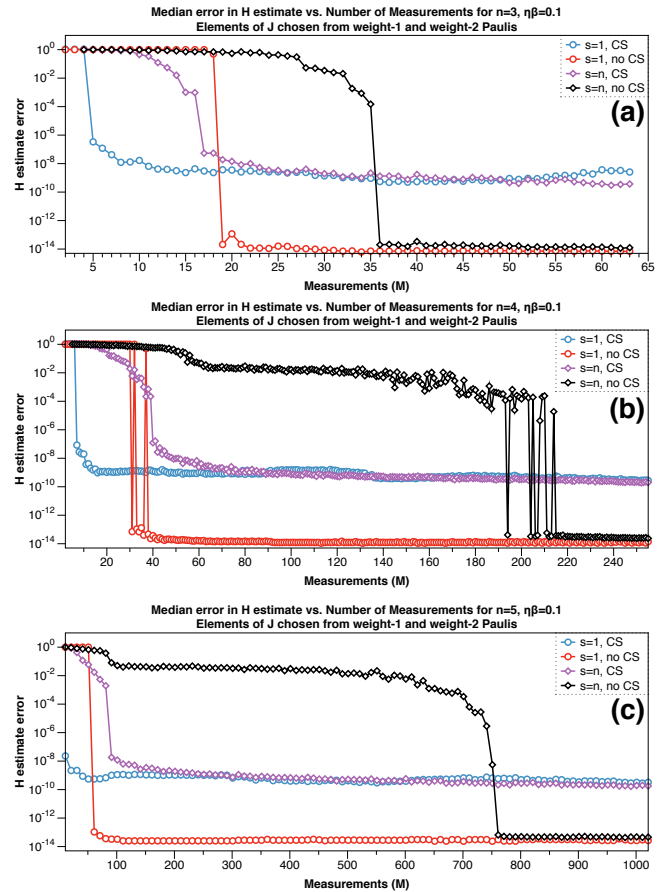 Median error in H estimate vs. Number of Measurements for n=3, ηβ=0.1
Elements of J chosen from weight-1 and weight-2 Paulis
H estimate error
10^0
10^-2
10^-4
10^-6
10^-8
10^-10
10^-12
10^-14
s=1, CS
s=1, no CS
s=n, CS
s=n, no CS
(a)
5 10 15 20 25 30 35 40 45 50 55 60 65
Measurements (M)
Median error in H estimate vs. Number of Measurements for n=4, ηβ=0.1
Elements of J chosen from weight-1 and weight-2 Paulis
H estimate error
10^0
10^-2
10^-4
10^-6
10^-8
10^-10
10^-12
10^-14
s=1, CS
s=1, no CS
s=n, CS
s=n, no CS
(b)
20 40 60 80 100 120 140 160 180 200 220 240
Measurements (M)
Median error in H estimate vs. Number of Measurements for n=5, ηβ=0.1
Elements of J chosen from weight-1 and weight-2 Paulis
H estimate error
10^0
10^-2
10^-4
10^-6
10^-8
10^-10
10^-12
10^-14
s=1, CS
s=1, no CS
s=n, CS
s=n, no CS
(c)
100 200 300 400 500 600 700 800 900 1000
Measurements (M)